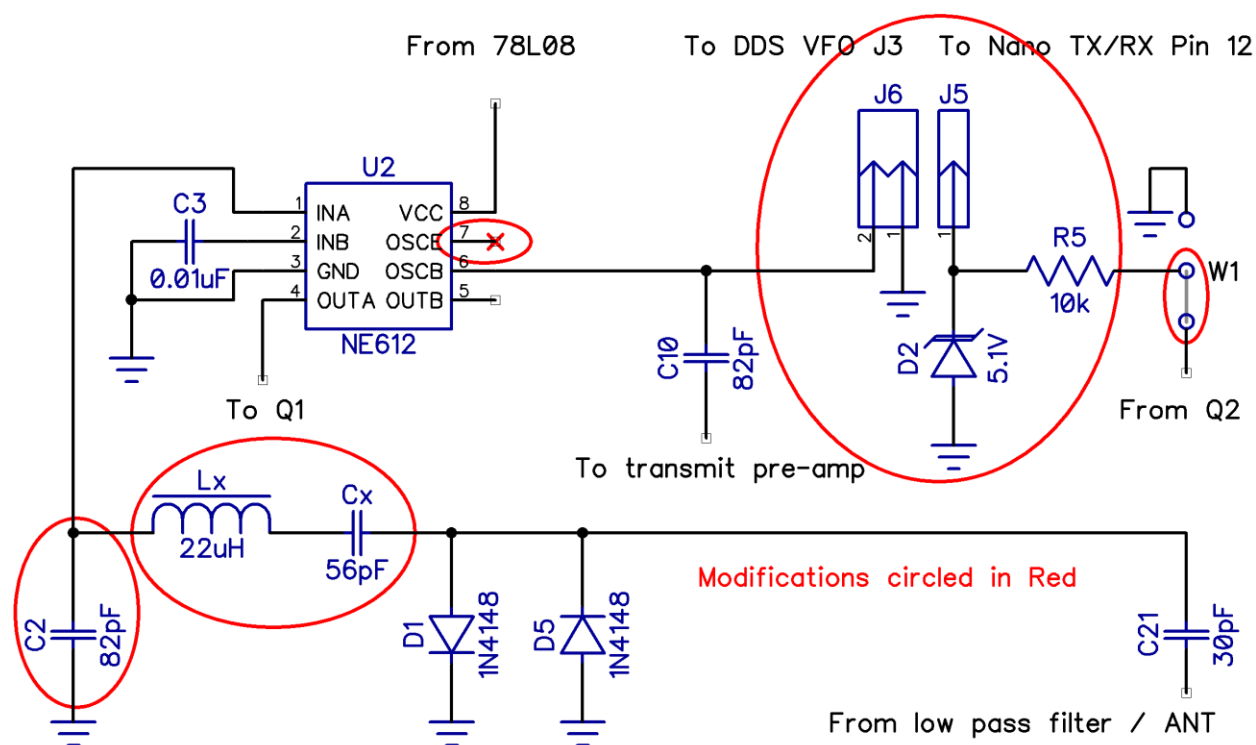 From 78L08
To DDS VFO J3
To Nano TX/RX Pin 12
J6
J5
2
1
1
U2
C3
0.01uF
1
2
3
4
INA
INB
GND
OUTA
VCC
OSCE
OSCB
OUTB
8
7
6
5
NE612
To Q1
R5
10k
W1
From Q2
D2
5.1V
C10
82pF
To transmit pre-amp
Lx
22uH
Cx
56pF
Modifications circled in Red
C2
82pF
D1
1N4148
D5
1N4148
C21
30pF
From low pass filter / ANT